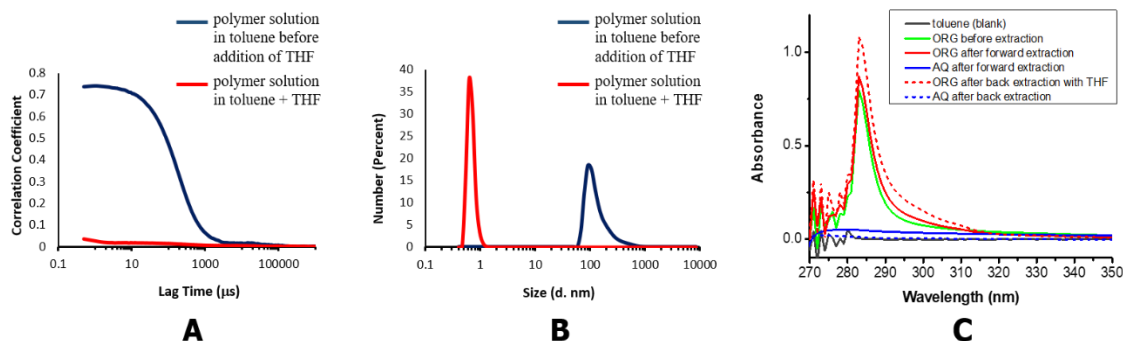 polymer solution
in toluene before
addition of THF
polymer solution
in toluene + THF
Correlation Coefficient
0.8
0.7
0.6
0.5
0.4
0.3
0.2
0.1
0
0.1
10
1000
100000
Lag Time (µs)
A
polymer solution
in toluene before
addition of THF
polymer solution
in toluene + THF
Number (Percent)
40
35
30
25
20
15
10
5
0
0.1
1
10
100
1000
10000
Size (d. nm)
B
toluene (blank)
ORG before extraction
ORG after forward extraction
AQ after forward extraction
ORG after back extraction with THF
AQ after back extraction
Absorbance
1.0
0.5
0.0
270
280
290
300
310
320
330
340
350
Wavelength (nm)
C